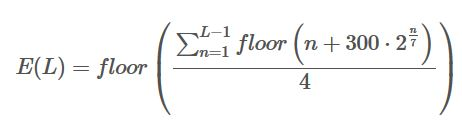 E(L) = floor ( ( ∑_{n=1}^{L−1} floor ( n + 300 · 2^{n/7} ) ) / 4 )